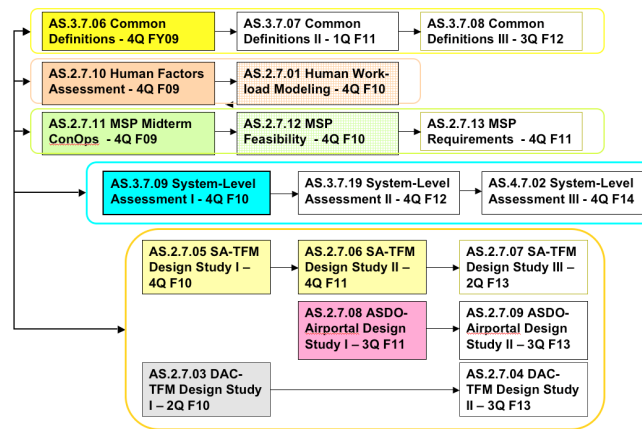 AS.3.7.06 Common
Definitions - 4Q FY09
AS.3.7.07 Common
Definitions II - 1Q F11
AS.3.7.08 Common
Definitions III - 3Q F12
AS.2.7.10 Human Factors
Assessment - 4Q F09
AS.2.7.01 Human Work-
load Modeling - 4Q F10
AS.2.7.11 MSP Midterm
ConOps - 4Q F09
AS.2.7.12 MSP
Feasibility - 4Q F10
AS.2.7.13 MSP
Requirements - 4Q F11
AS.3.7.09 System-Level
Assessment I - 4Q F10
AS.3.7.19 System-Level
Assessment II - 4Q F12
AS.4.7.02 System-Level
Assessment III - 4Q F14
AS.2.7.05 SA-TFM
Design Study I –
4Q F10
AS.2.7.06 SA-TFM
Design Study II –
4Q F11
AS.2.7.07 SA-TFM
Design Study III –
2Q F13
AS.2.7.08 ASDO-
Airportal Design
Study I – 3Q F11
AS.2.7.09 ASDO-
Airportal Design
Study II – 3Q F13
AS.2.7.03 DAC-
TFM Design Study
I – 2Q F10
AS.2.7.04 DAC-
TFM Design Study
II – 3Q F13